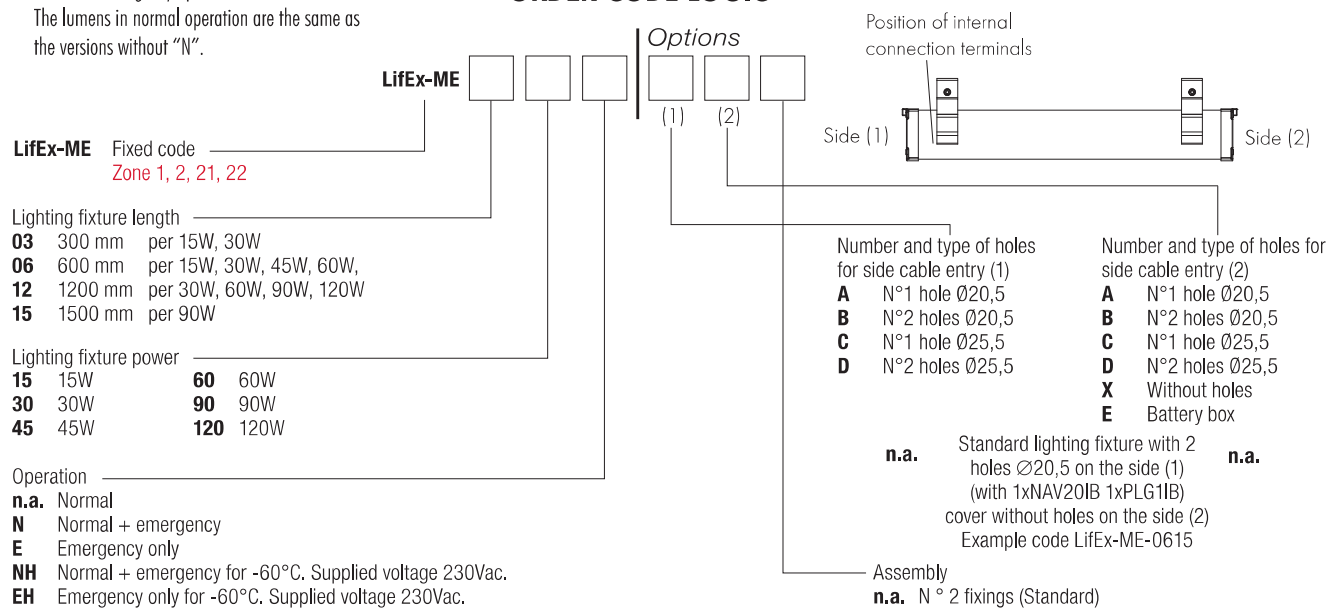 The lumens in normal operation are the same as
the versions without "N".
Options
LifEx-ME
(1) (2)
Position of internal
connection terminals
Side (1)
Side (2)
LifEx-ME Fixed code
Zone 1, 2, 21, 22
Lighting fixture length
03 300 mm per 15W, 30W
06 600 mm per 15W, 30W, 45W, 60W,
12 1200 mm per 30W, 60W, 90W, 120W
15 1500 mm per 90W
Lighting fixture power
15 15W 60 60W
30 30W 90 90W
45 45W 120 120W
Operation
n.a. Normal
N Normal + emergency
E Emergency only
NH Normal + emergency for -60°C. Supplied voltage 230Vac.
EH Emergency only for -60°C. Supplied voltage 230Vac.
Number and type of holes
for side cable entry (1)
A N°1 hole Ø20,5
B N°2 holes Ø20,5
C N°1 hole Ø25,5
D N°2 holes Ø25,5
Number and type of holes for
side cable entry (2)
A N°1 hole Ø20,5
B N°2 holes Ø20,5
C N°1 hole Ø25,5
D N°2 holes Ø25,5
X Without holes
E Battery box
n.a. Standard lighting fixture with 2 n.a.
holes ∅20,5 on the side (1)
(with 1xNAV20IB 1xPLG1IB)
cover without holes on the side (2)
Example code LifEx-ME-0615
Assembly
n.a. N ° 2 fixings (Standard)